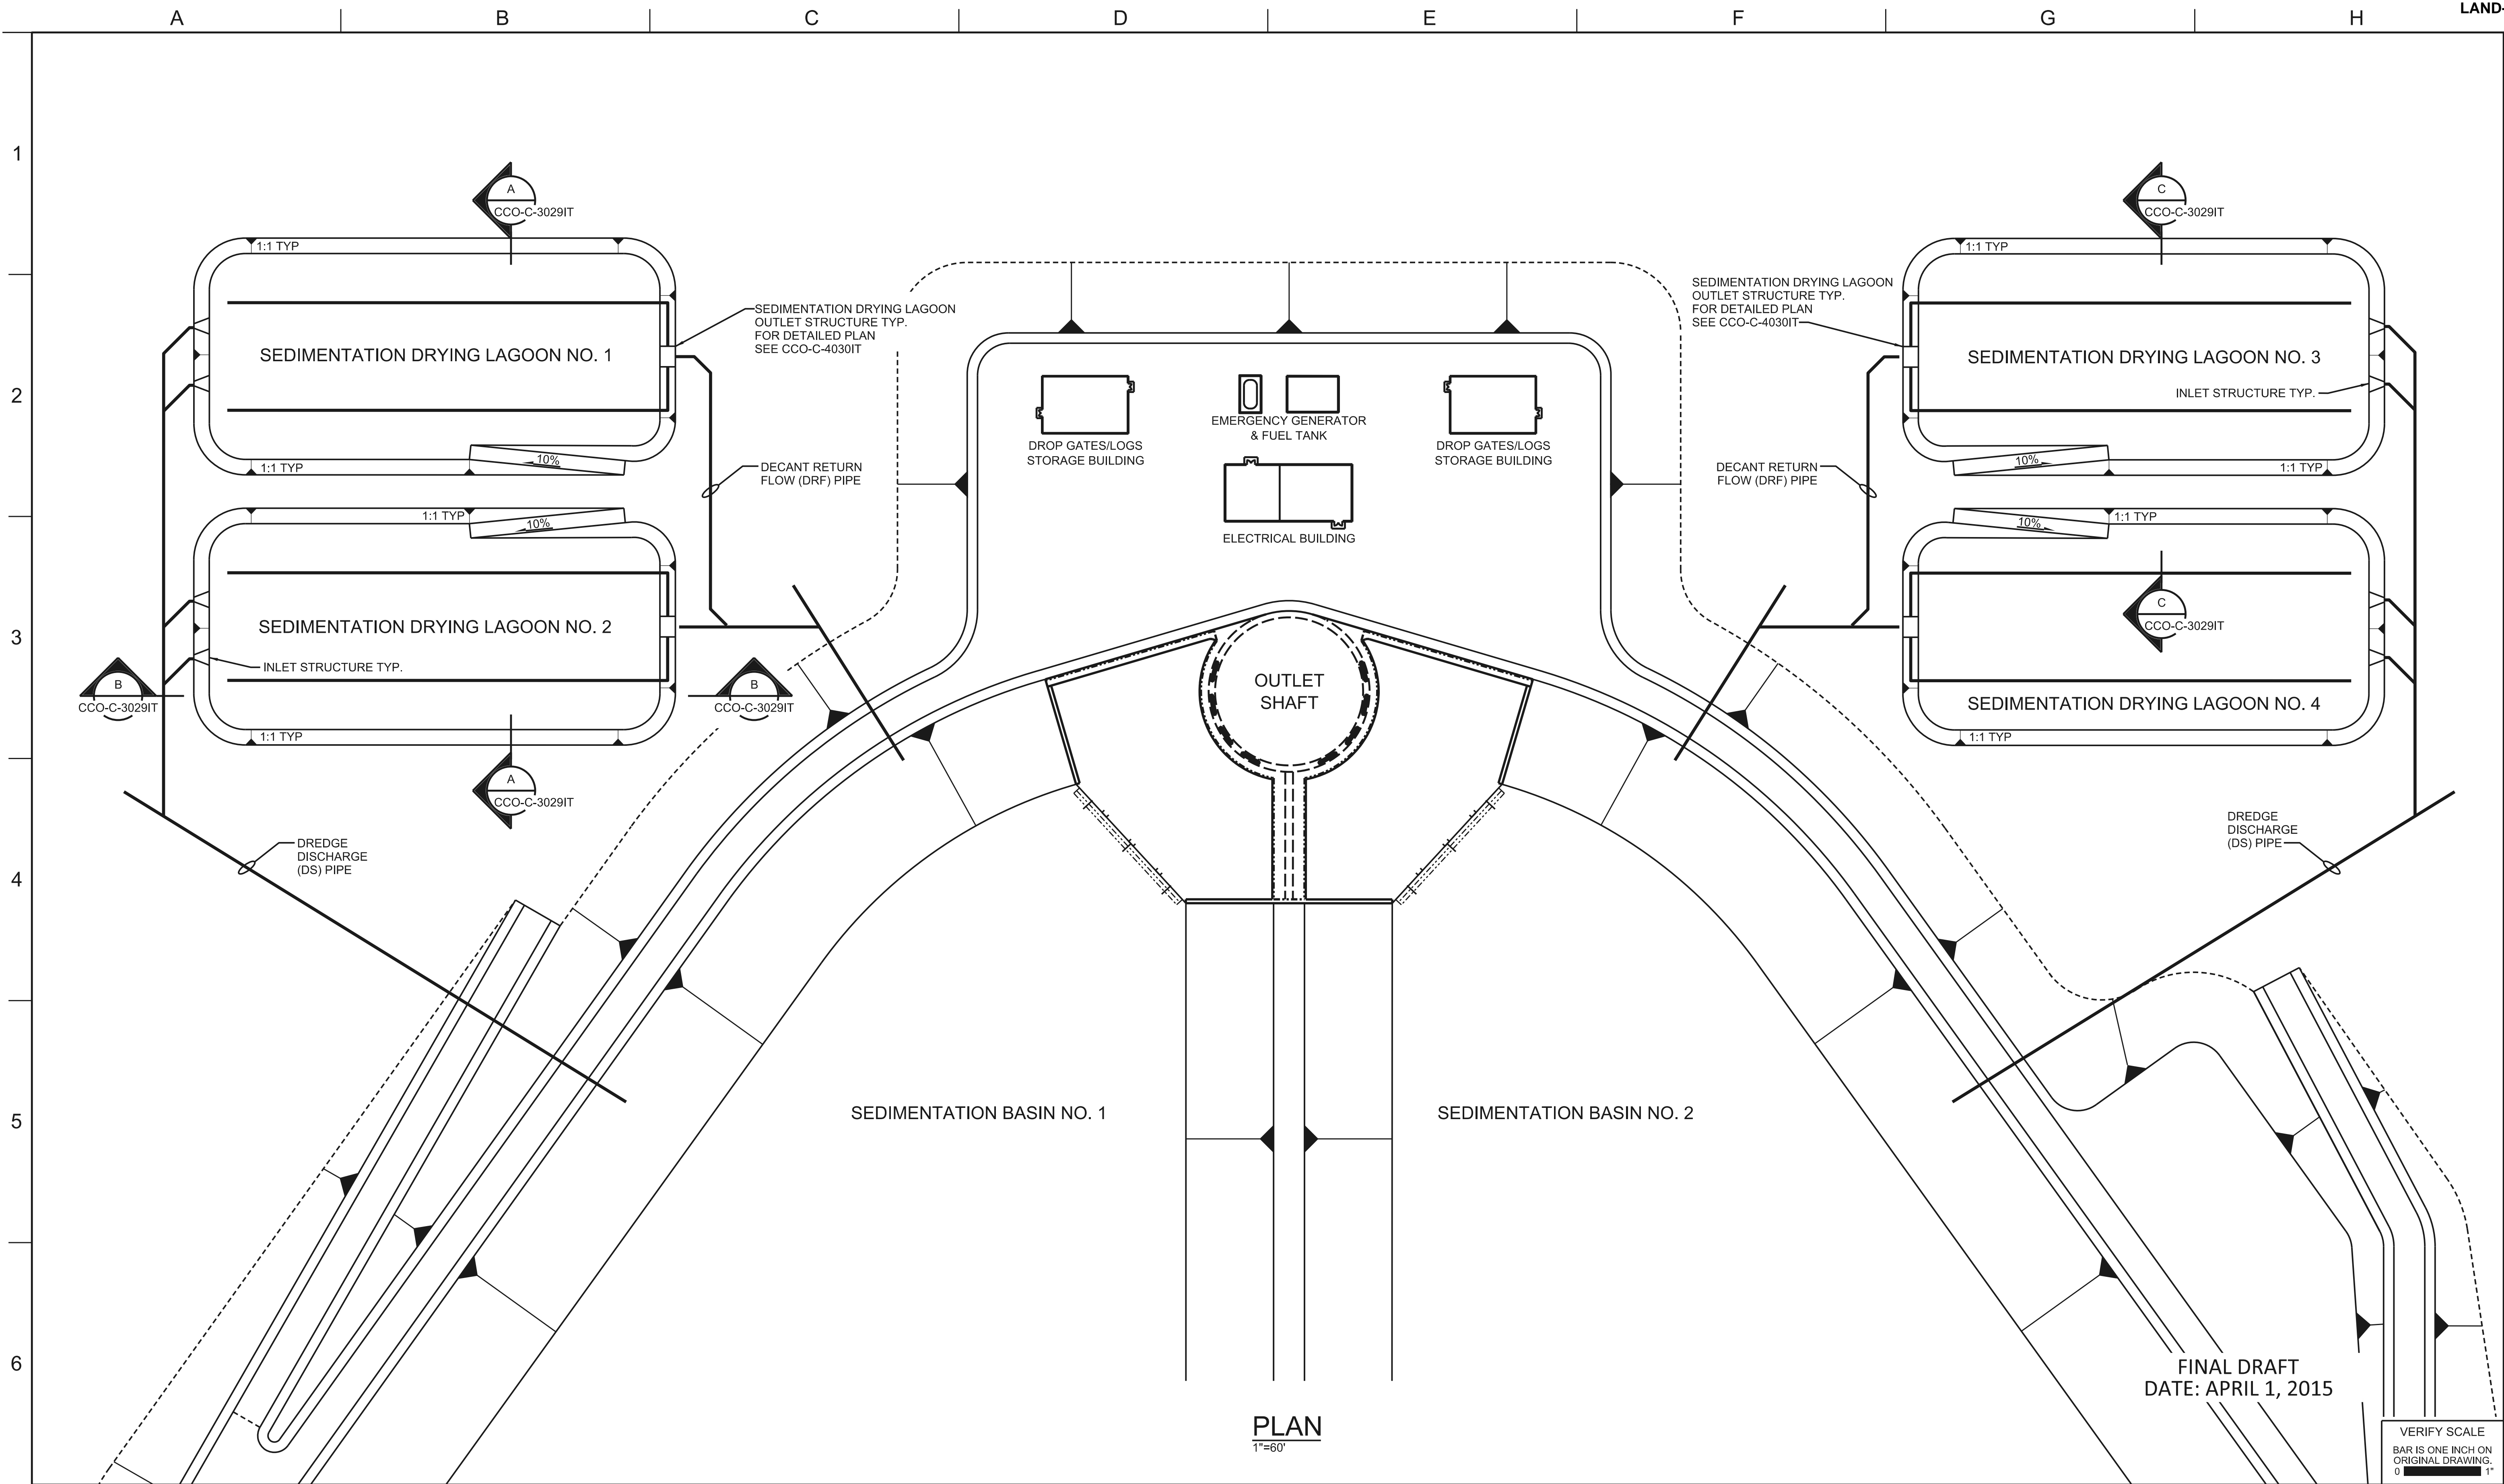 LAND-
A
B
C
D
E
F
G
H
1
2
3
4
5
6
A
CCO-C-3029IT
C
CCO-C-3029IT
1:1 TYP
1:1 TYP
SEDIMENTATION DRYING LAGOON
OUTLET STRUCTURE TYP.
FOR DETAILED PLAN
SEE CCO-C-4030IT
SEDIMENTATION DRYING LAGOON
OUTLET STRUCTURE TYP.
FOR DETAILED PLAN
SEE CCO-C-4030IT
SEDIMENTATION DRYING LAGOON NO. 1
SEDIMENTATION DRYING LAGOON NO. 3
INLET STRUCTURE TYP.
EMERGENCY GENERATOR
& FUEL TANK
DROP GATES/LOGS
STORAGE BUILDING
DROP GATES/LOGS
STORAGE BUILDING
1:1 TYP
10%
DECANT RETURN
FLOW (DRF) PIPE
DECANT RETURN
FLOW (DRF) PIPE
10%
1:1 TYP
1:1 TYP
10%
ELECTRICAL BUILDING
10%
1:1 TYP
SEDIMENTATION DRYING LAGOON NO. 2
INLET STRUCTURE TYP.
C
CCO-C-3029IT
B
CCO-C-3029IT
B
CCO-C-3029IT
OUTLET
SHAFT
SEDIMENTATION DRYING LAGOON NO. 4
1:1 TYP
1:1 TYP
A
CCO-C-3029IT
DREDGE
DISCHARGE
(DS) PIPE
DREDGE
DISCHARGE
(DS) PIPE
SEDIMENTATION BASIN NO. 1
SEDIMENTATION BASIN NO. 2
FINAL DRAFT
DATE: APRIL 1, 2015
PLAN
1"=60'
VERIFY SCALE
BAR IS ONE INCH ON
ORIGINAL DRAWING.
0 1"